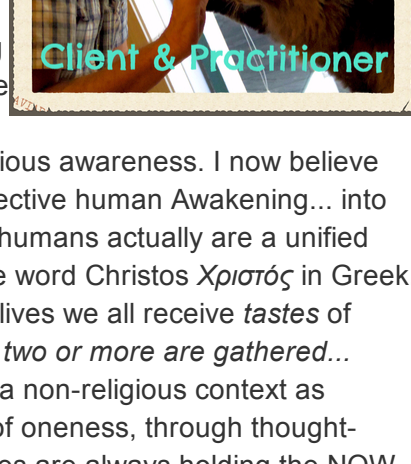 Client & Practitioner
ious awareness. I now believe
ective human Awakening... into
humans actually are a unified
e word Christos Χριστός in Greek
lives we all receive tastes of
two or more are gathered...
a non-religious context as
of oneness, through thought-
es are always holding the NOW